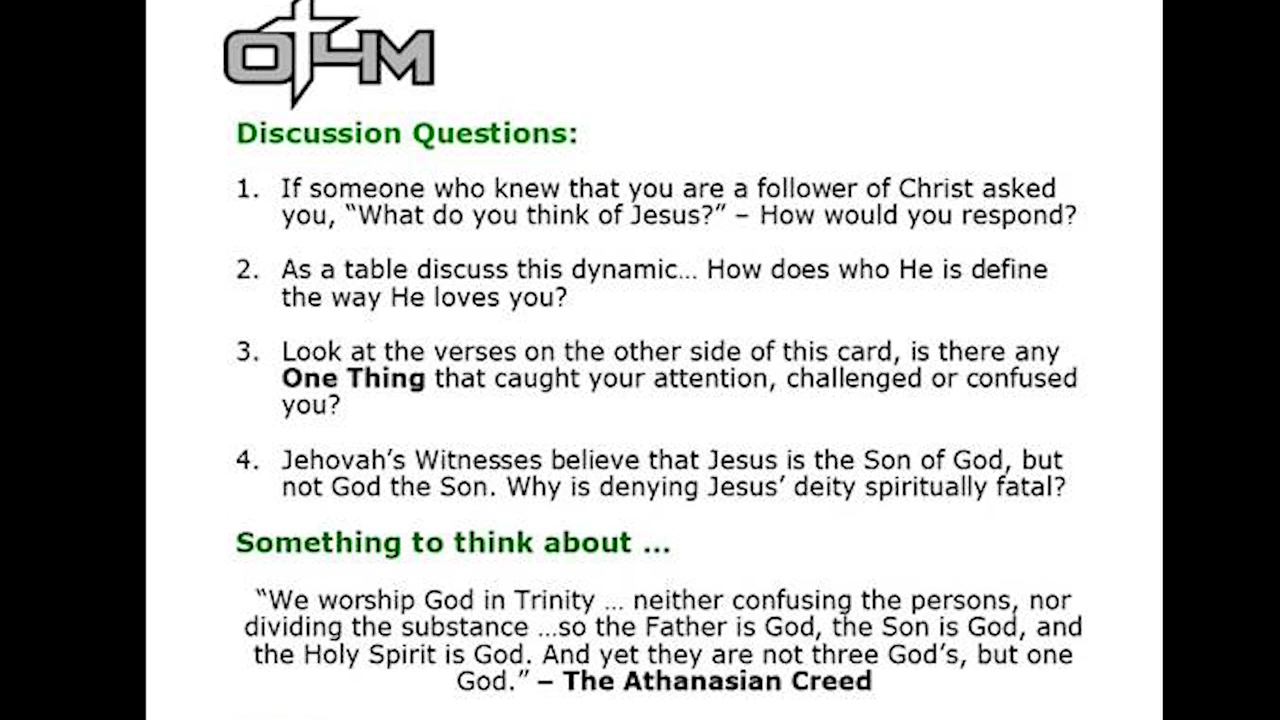 OT4M
Discussion Questions:
1. If someone who knew that you are a follower of Christ asked
you, “What do you think of Jesus?” – How would you respond?
2. As a table discuss this dynamic… How does who He is define
the way He loves you?
3. Look at the verses on the other side of this card, is there any
One Thing that caught your attention, challenged or confused
you?
4. Jehovah’s Witnesses believe that Jesus is the Son of God, but
not God the Son. Why is denying Jesus’ deity spiritually fatal?
Something to think about …
“We worship God in Trinity … neither confusing the persons, nor
dividing the substance …so the Father is God, the Son is God, and
the Holy Spirit is God. And yet they are not three God’s, but one
God.” – The Athanasian Creed